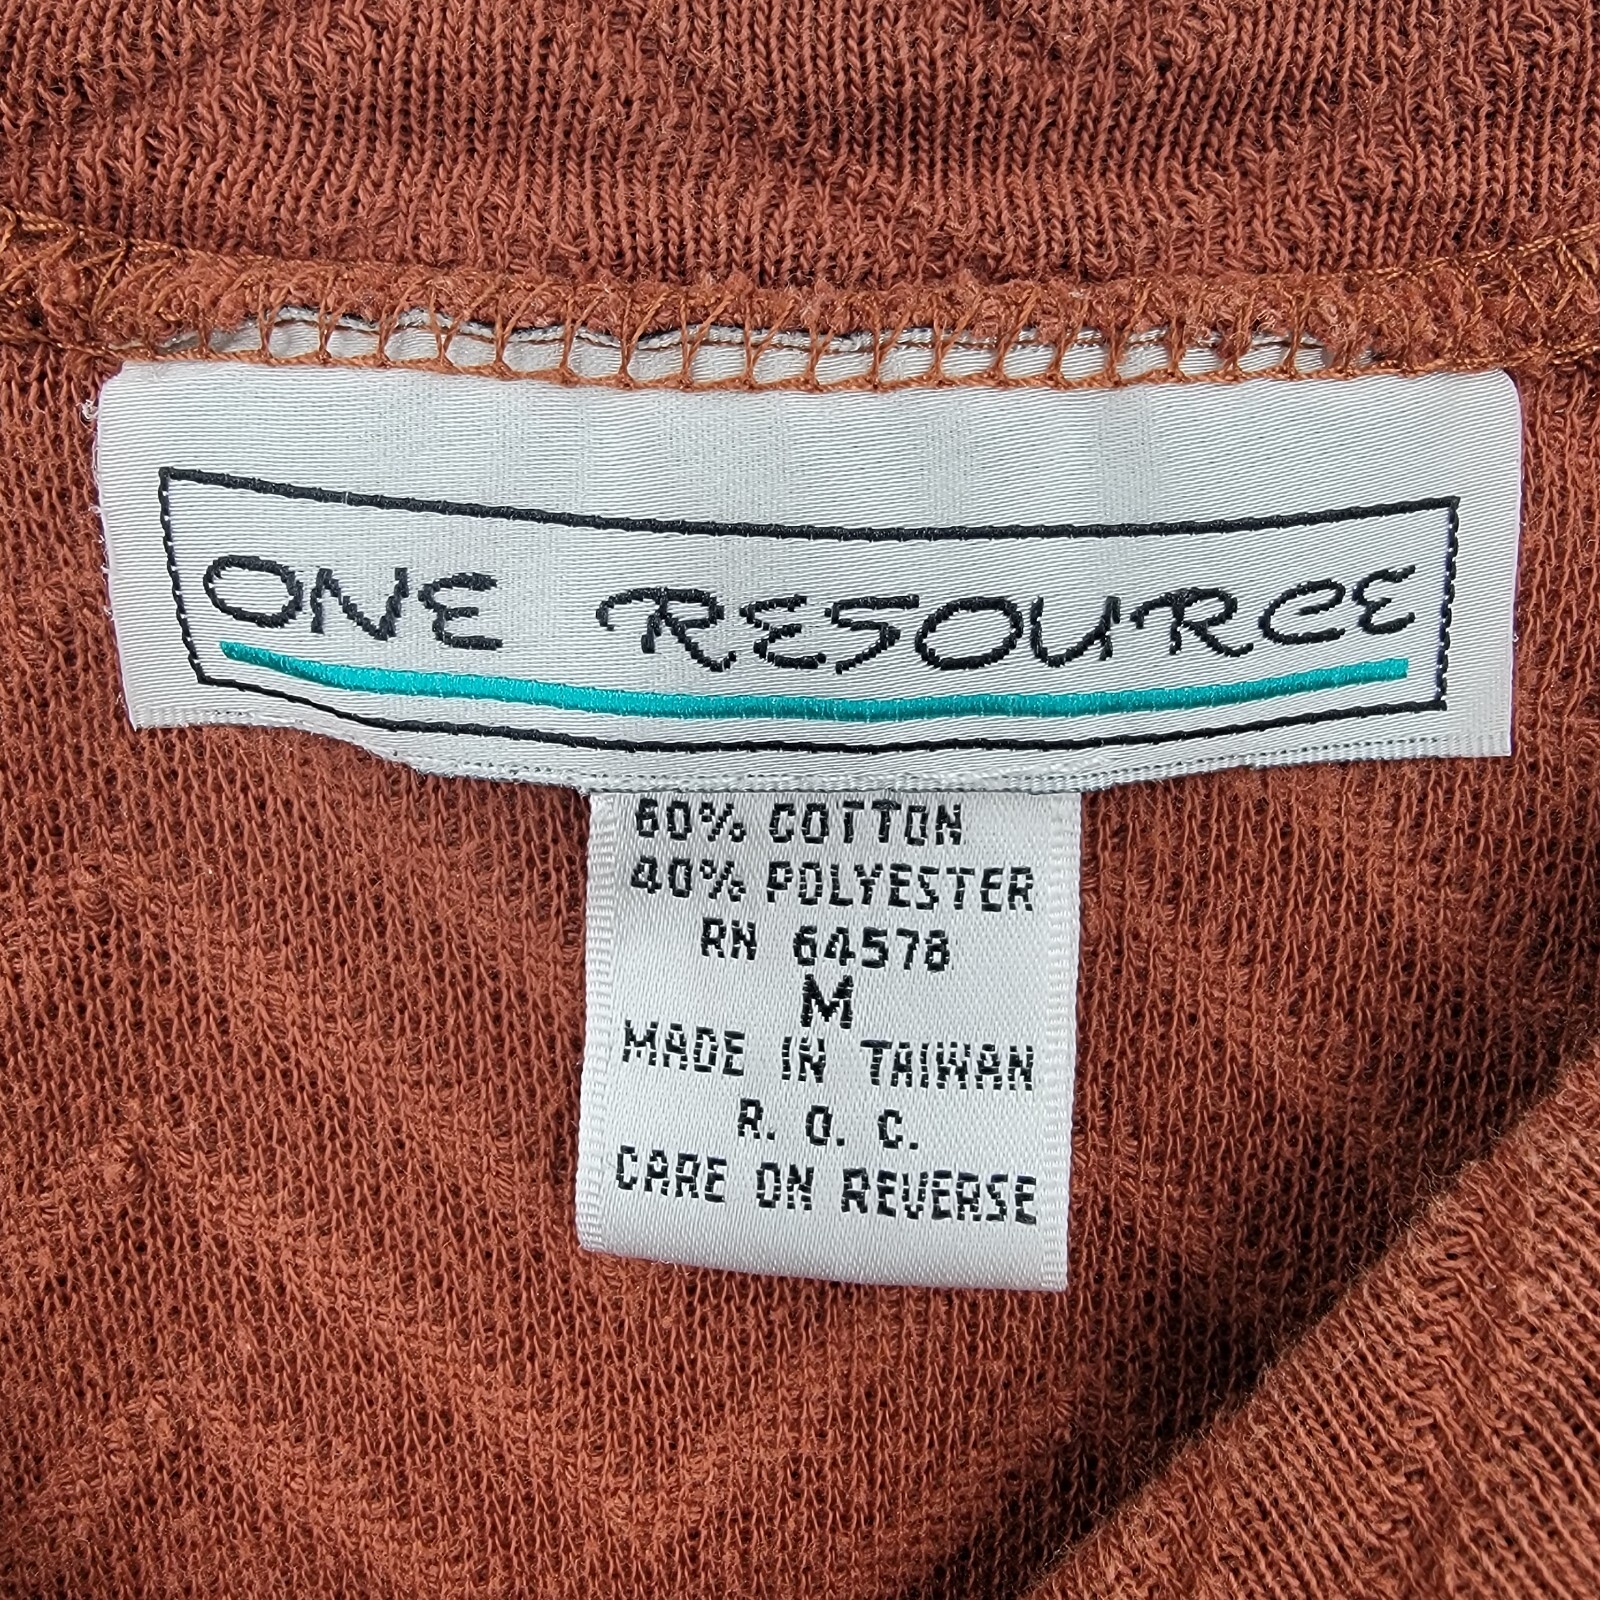 ONE RESOURCE
60% COTTON
40% POLYESTER
RN 64578
M
MADE IN TAIWAN
R. O. C.
CARE ON REVERSE